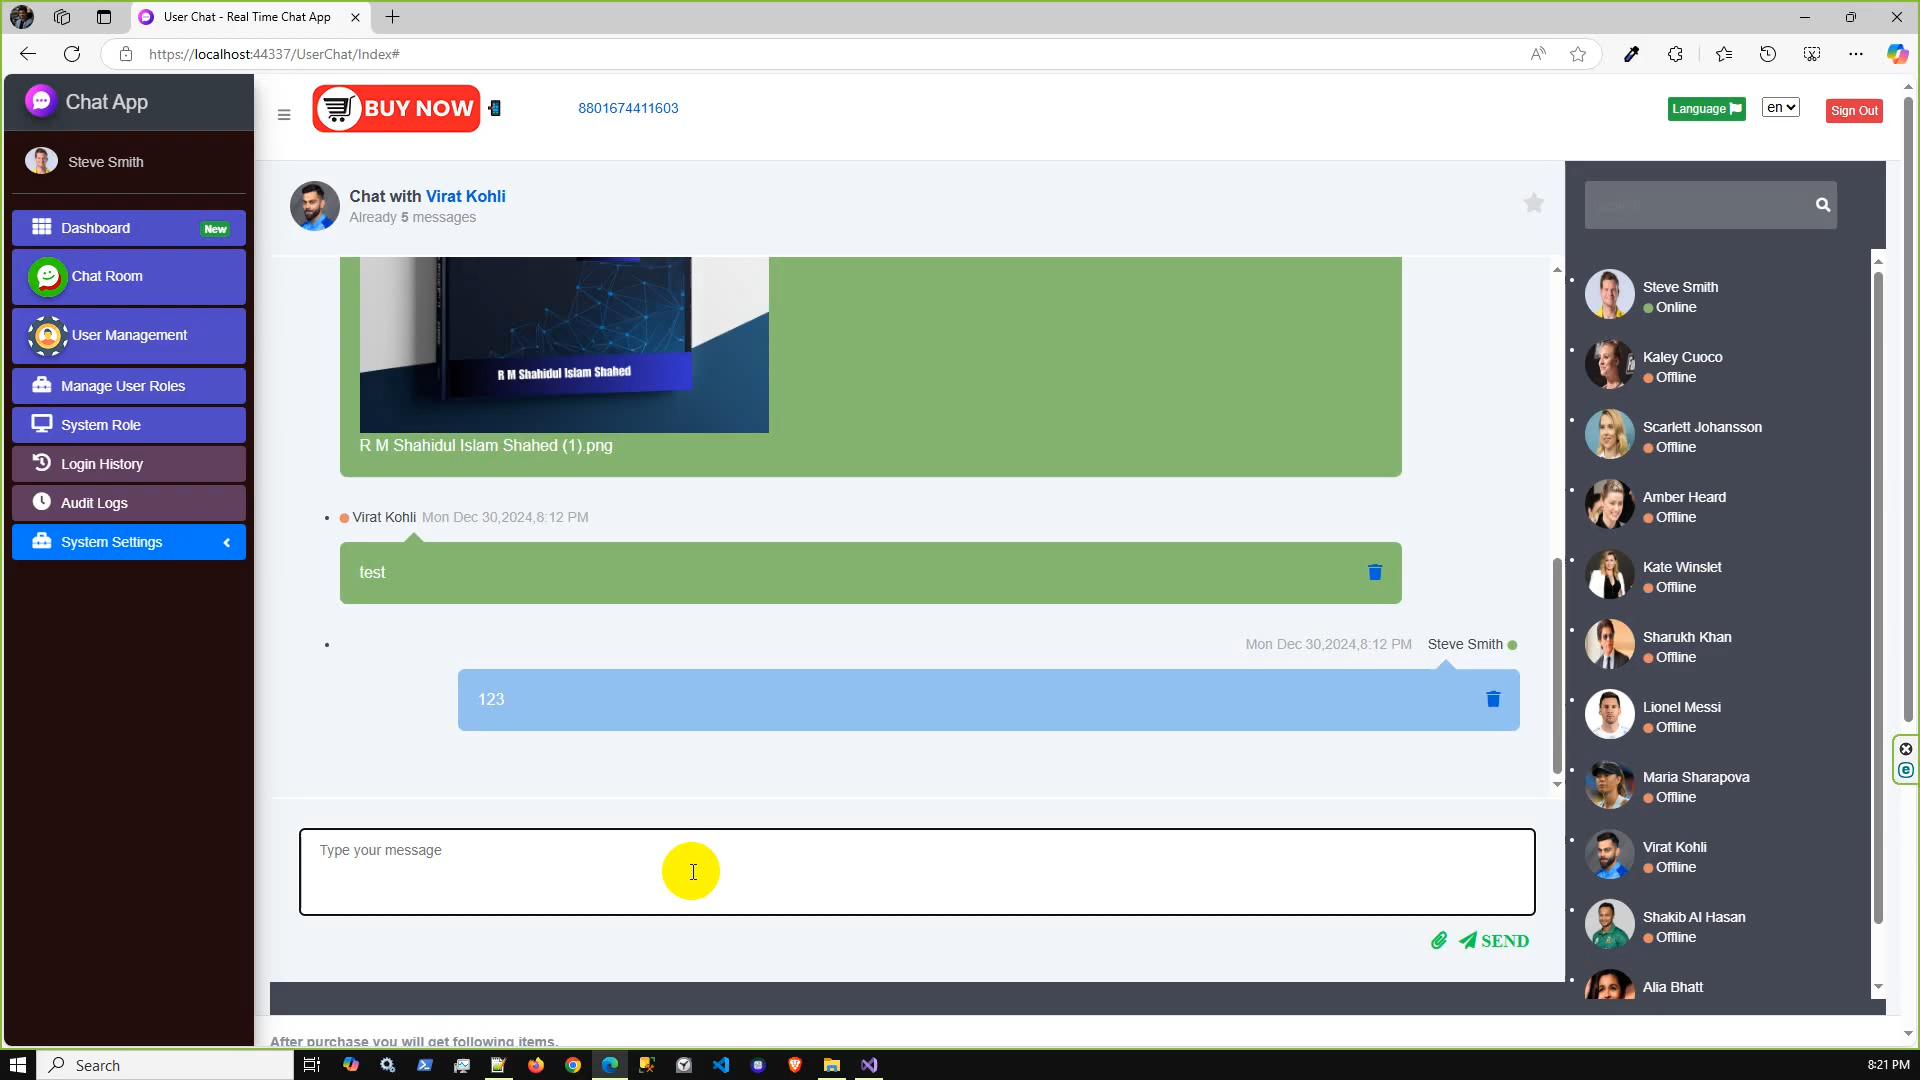 User Chat - Real Time Chat App
https://localhost:44337/UserChat/Index#
Chat App
Steve Smith
Dashboard New
Chat Room
User Management
Manage User Roles
System Role
Login History
Audit Logs
System Settings
BUY NOW
8801674411603
Language
en
Sign Out
Chat with Virat Kohli
Already 5 messages
R M Shahidul Islam Shahed
R M Shahidul Islam Shahed (1).png
Virat Kohli Mon Dec 30,2024,8:12 PM
test
Mon Dec 30,2024,8:12 PM Steve Smith
123
Type your message
SEND
Steve Smith
Online
Kaley Cuoco
Offline
Scarlett Johansson
Offline
Amber Heard
Offline
Kate Winslet
Offline
Sharukh Khan
Offline
Lionel Messi
Offline
Maria Sharapova
Offline
Virat Kohli
Offline
Shakib Al Hasan
Offline
Alia Bhatt
After purchase you will get following items.
Search
8:21 PM